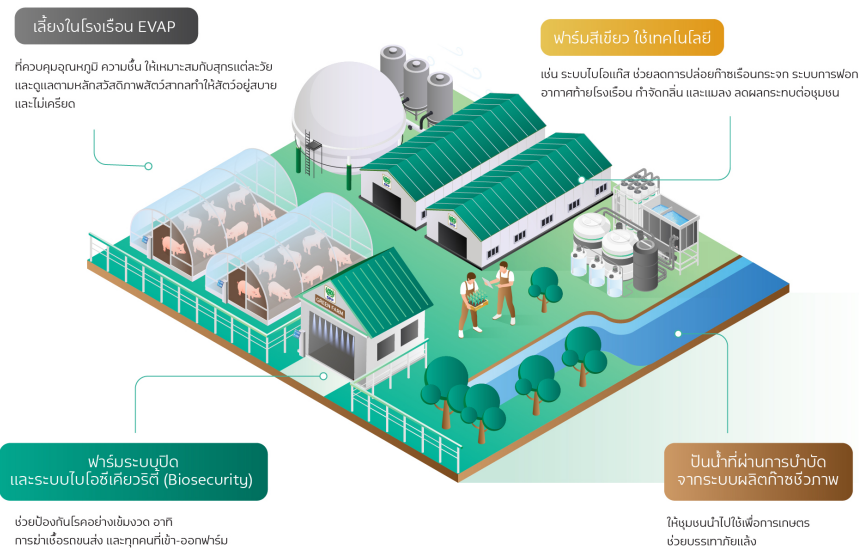 เลี้ยงในโรงเรือน EVAP
ที่ควบคุมอุณหภูมิ ความชื้น ให้เหมาะสมกับสุกรแต่ละวัย
และดูแลตามหลักสวัสดิภาพสัตว์สากลทำให้สัตว์อยู่สบาย
และไม่เครียด
ฟาร์มสีเขียว ใช้เทคโนโลยี
เช่น ระบบไบโอแก๊ส ช่วยลดการปล่อยก๊าซเรือนกระจก ระบบการฟอก
อากาศท้ายโรงเรือน กำจัดกลิ่น และแมลง ลดผลกระทบต่อชุมชน
GREEN FARM
ฟาร์มระบบปิด
และระบบไบโอซีเคียวริตี้ (Biosecurity)
ช่วยป้องกันโรคอย่างเข้มงวด อาทิ
การฆ่าเชื้อรถขนส่ง และทุกคนที่เข้า-ออกฟาร์ม
ปันน้ำที่ผ่านการบำบัด
จากระบบผลิตก๊าซชีวภาพ
ให้ชุมชนนำไปใช้เพื่อการเกษตร
ช่วยบรรเทาภัยแล้ง